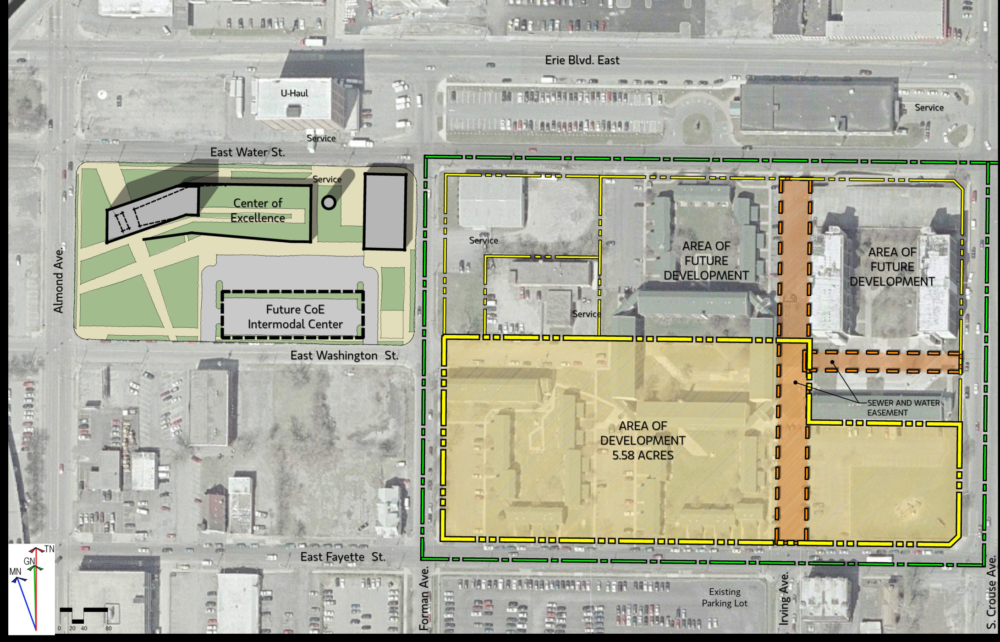 Erie Blvd. East
U-Haul
Service
Service
East Water St.
Service
Center of
Excellence
Service
AREA OF
FUTURE
DEVELOPMENT
AREA OF
FUTURE
DEVELOPMENT
Almond Ave.
Future CoE
Intermodal Center
Service
East Washington St.
SEWER AND WATER
EASEMENT
AREA OF
DEVELOPMENT
5.58 ACRES
East Fayette St.
TN
GN
MN
0 20 40 80
Forman Ave.
Existing
Parking Lot
Irving Ave.
S. Crouse Ave.